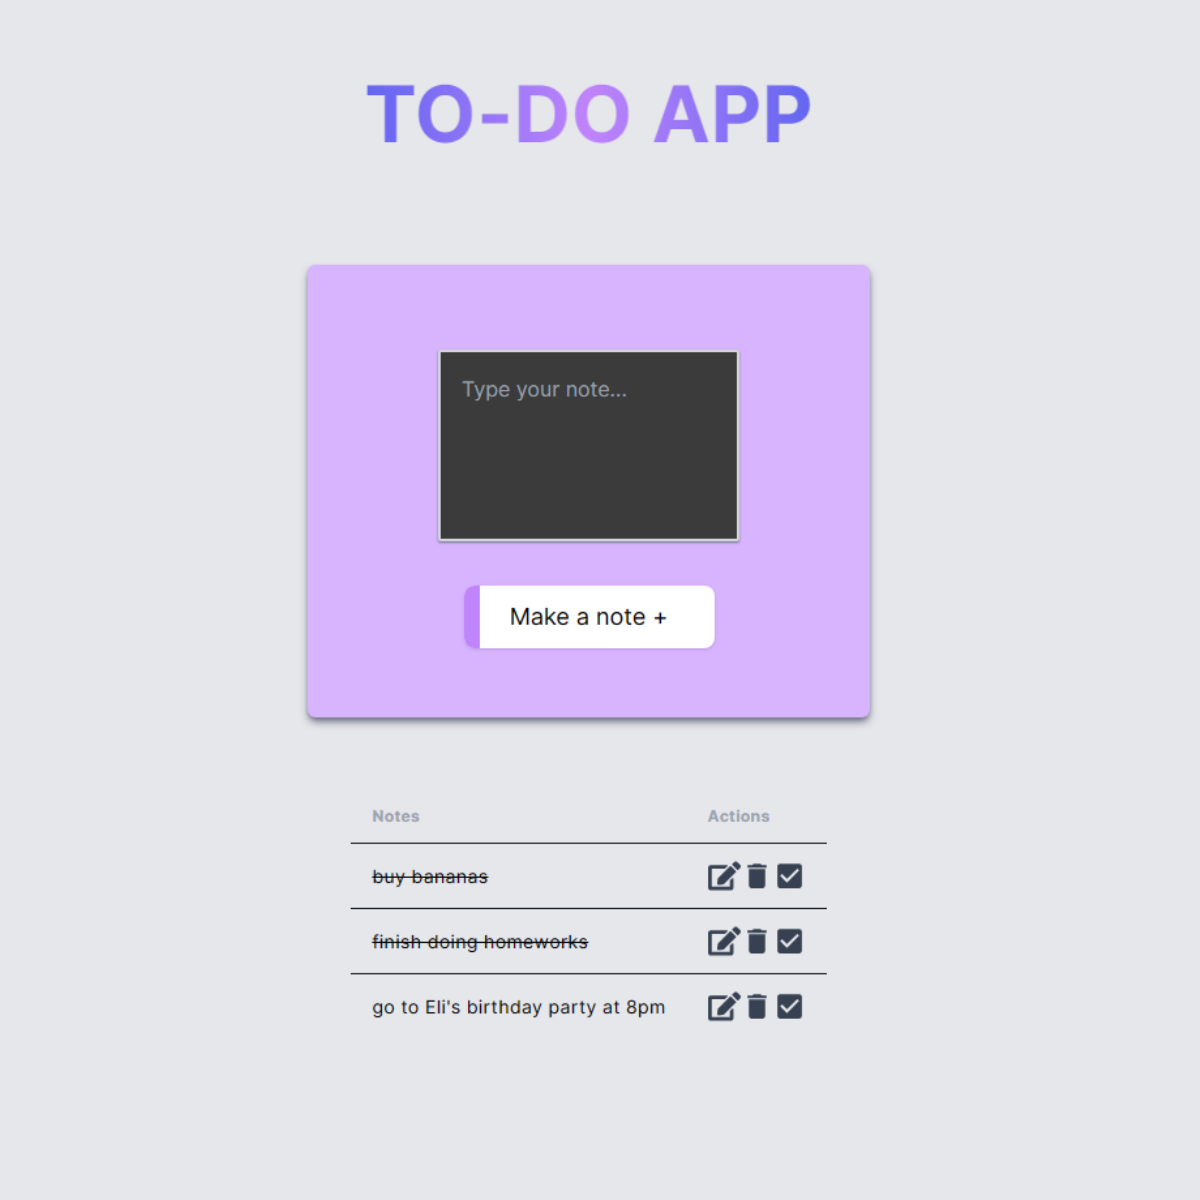 TO-DO APP
Type your note...
Make a note +
Notes Actions
buy bananas
finish doing homeworks
go to Eli's birthday party at 8pm